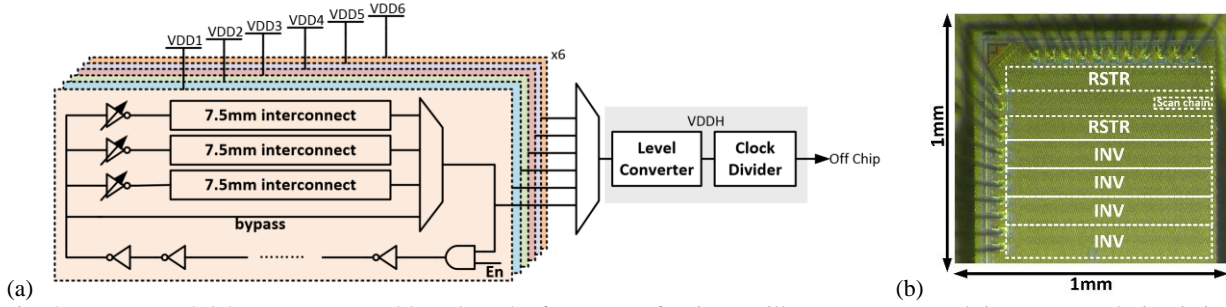 VDD1 VDD2 VDD3 VDD4 VDD5 VDD6
x6
7.5mm interconnect
7.5mm interconnect
7.5mm interconnect
bypass
En
VDDH
Level Converter
Clock Divider
Off Chip
(a)
1mm
RSTR
Scan chain
RSTR
INV
INV
INV
INV
1mm
(b)